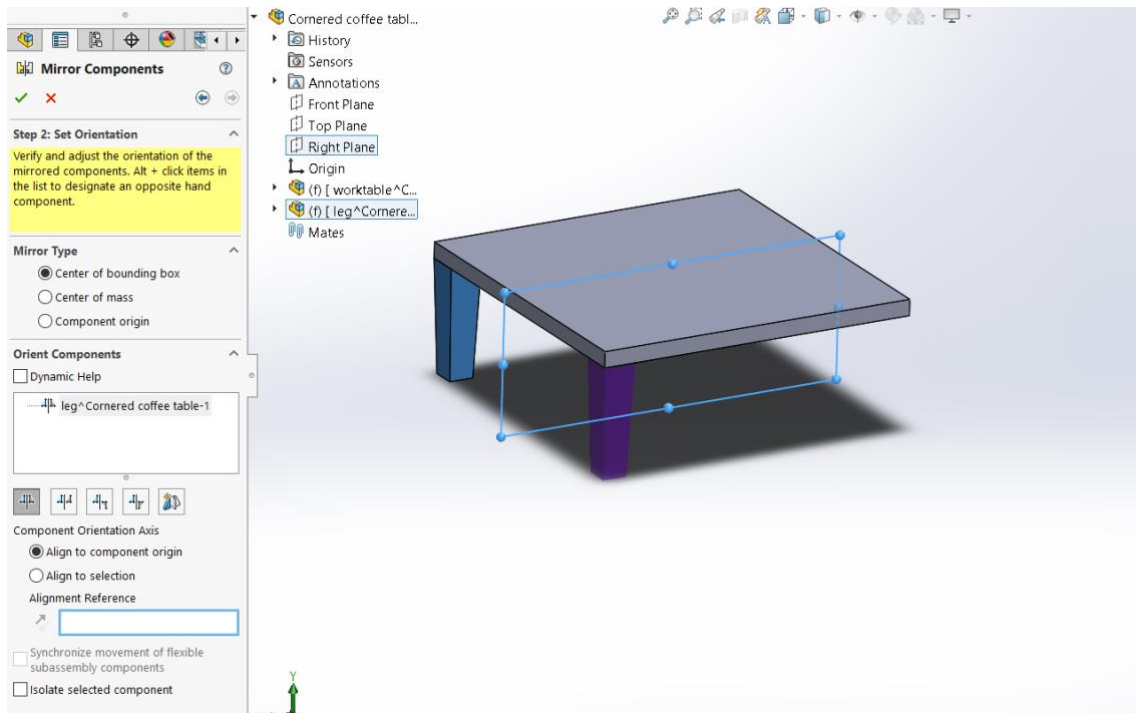 Mirror Components
Step 2: Set Orientation
Verify and adjust the orientation of the
mirrored components. Alt + click items in
the list to designate an opposite hand
component.
Mirror Type
Center of bounding box
Center of mass
Component origin
Orient Components
Dynamic Help
leg^Cornered coffee table-1
Component Orientation Axis
Align to component origin
Align to selection
Alignment Reference
Synchronize movement of flexible
subassembly components
Isolate selected component
Cornered coffee tabl...
History
Sensors
Annotations
Front Plane
Top Plane
Right Plane
Origin
(f) [ worktable^C...
(f) [ leg^Cornere...
Mates
Y